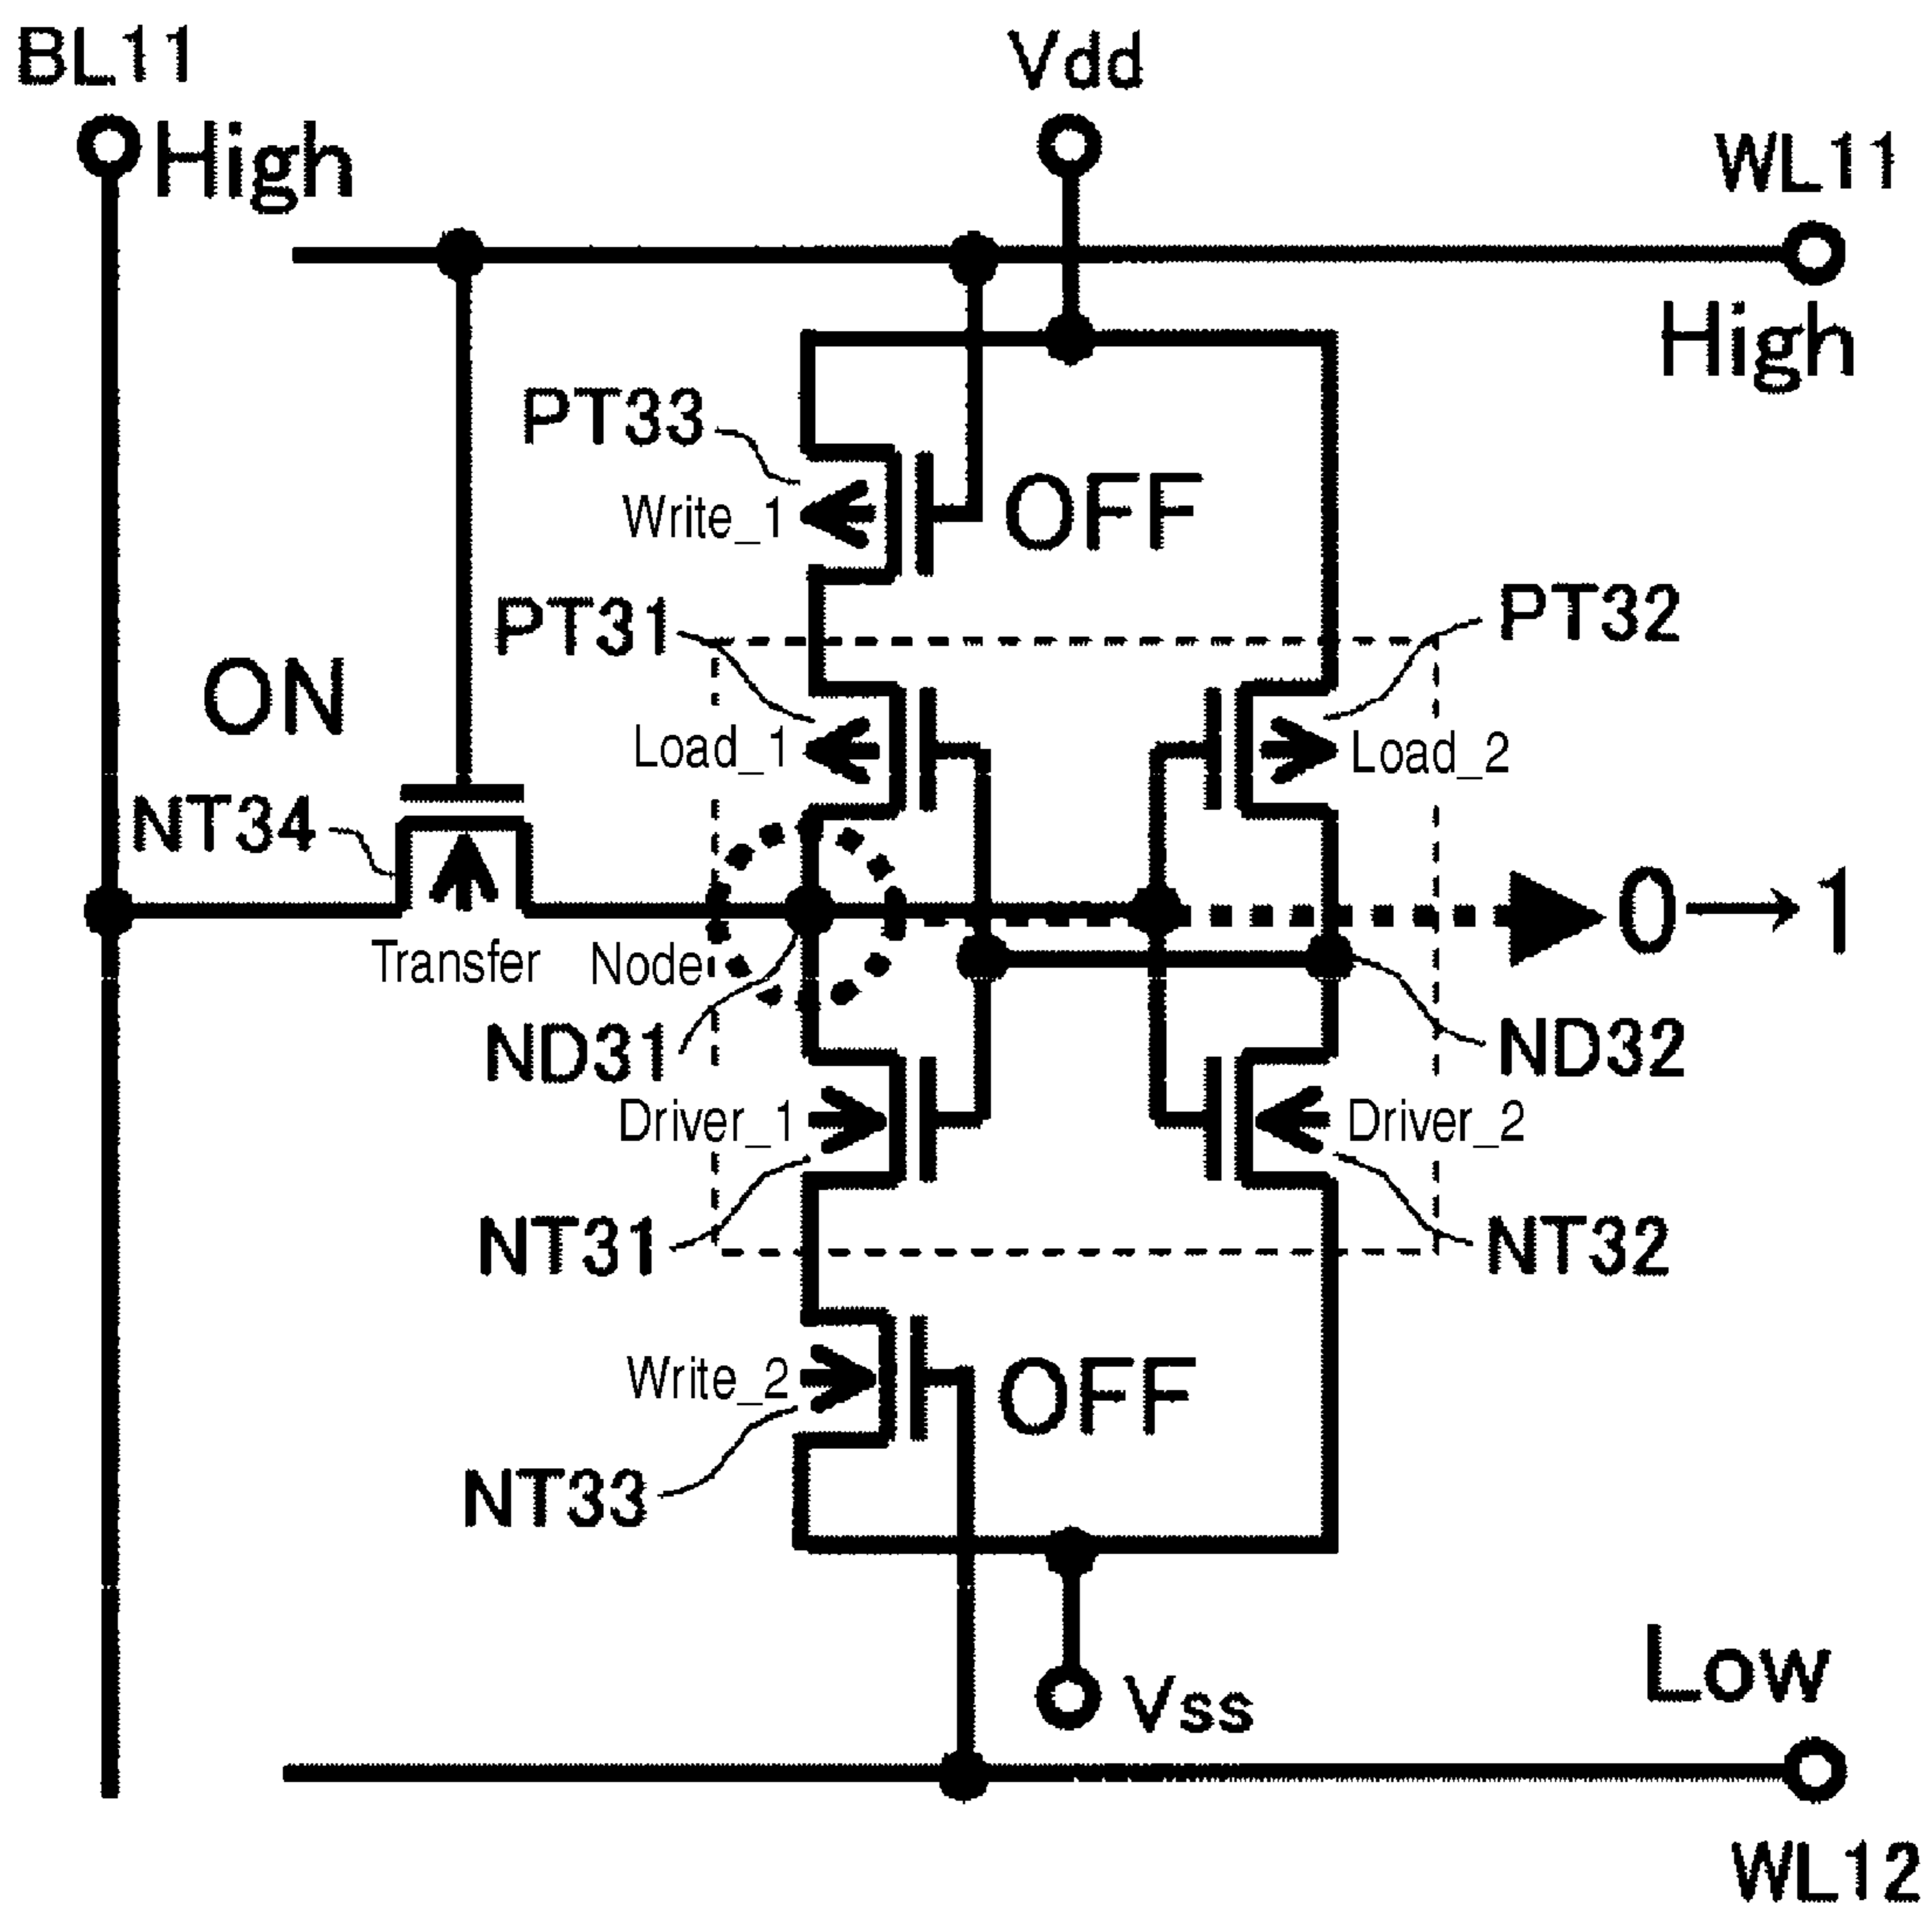 BL11
High
Vdd
WL11
High
PT33
Write_1
OFF
PT31
PT32
ON
Load_1
Load_2
NT34
0→1
Transfer
Node
ND31
ND32
Driver_1
Driver_2
NT31
NT32
Write_2
OFF
NT33
Low
Vss
WL12